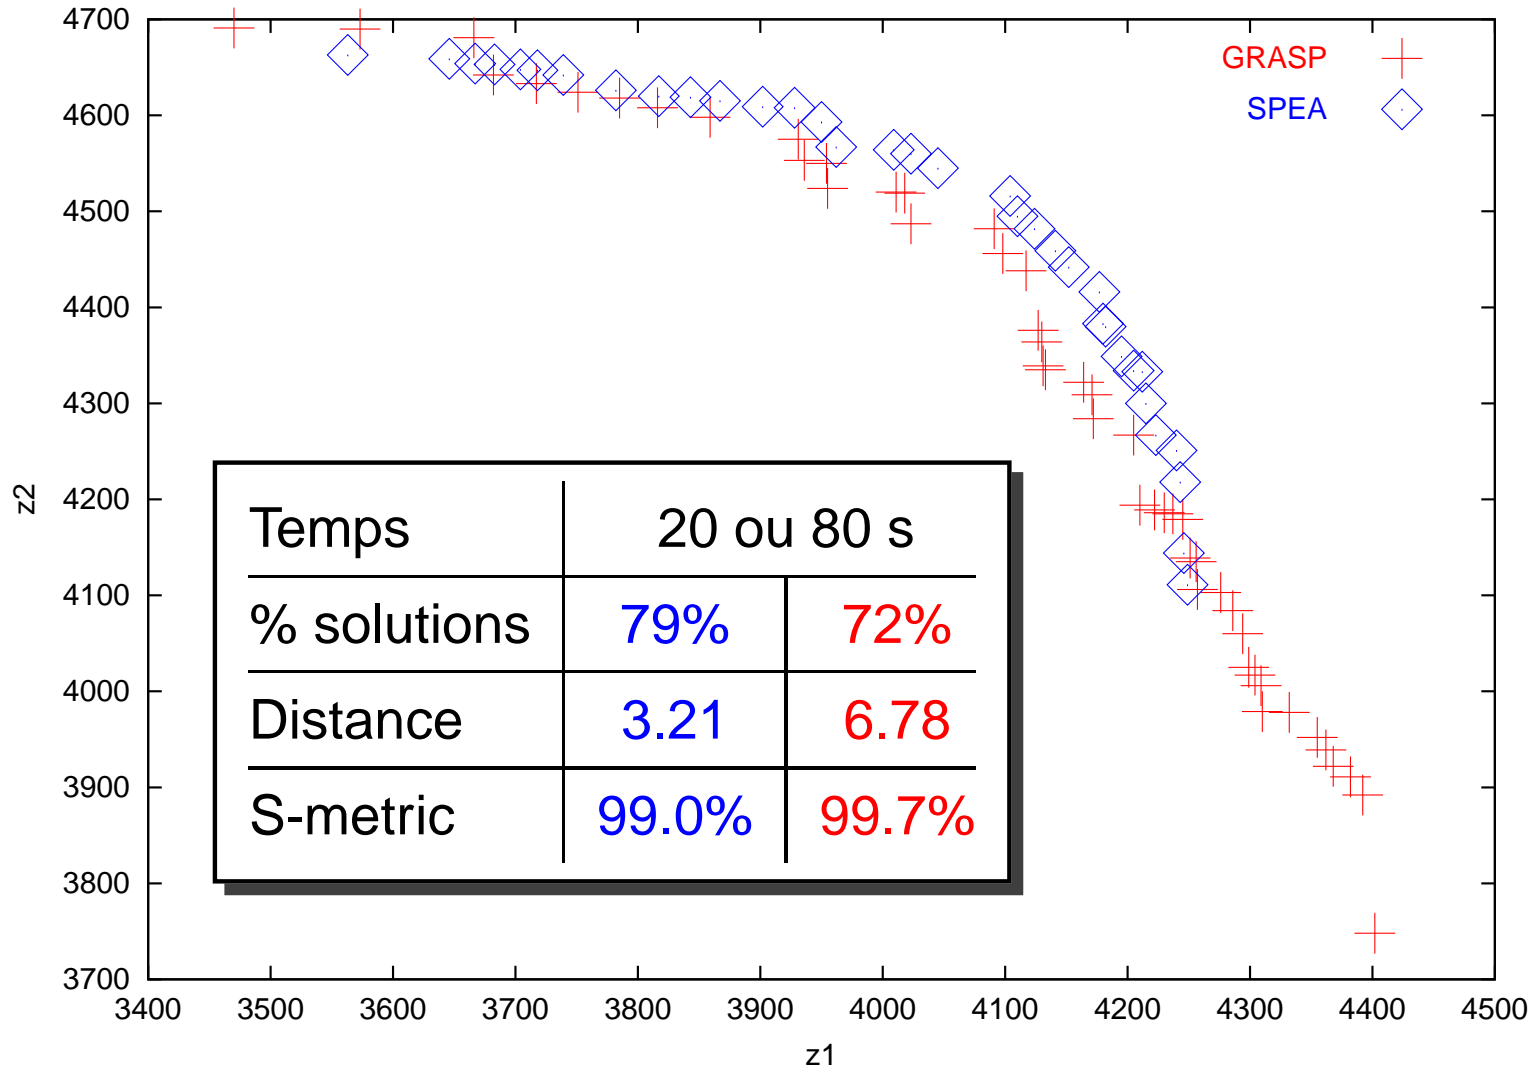 4700
4600
4500
4400
4300
4200
4100
4000
3900
3800
3700
3400 3500 3600 3700 3800 3900 4000 4100 4200 4300 4400 4500
z2
z1
GRASP
SPEA
Temps 20 ou 80 s
% solutions 79% 72%
Distance 3.21 6.78
S-metric 99.0% 99.7%